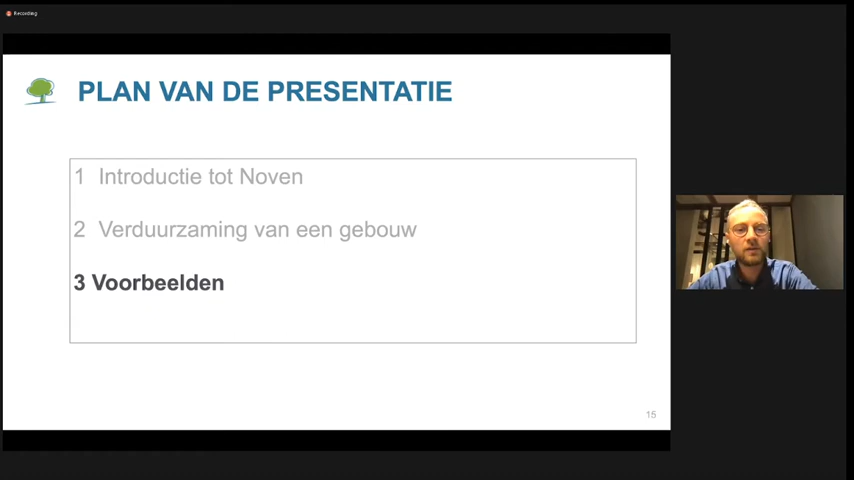 Recording
PLAN VAN DE PRESENTATIE
1 Introductie tot Noven
2 Verduurzaming van een gebouw
3 Voorbeelden
15